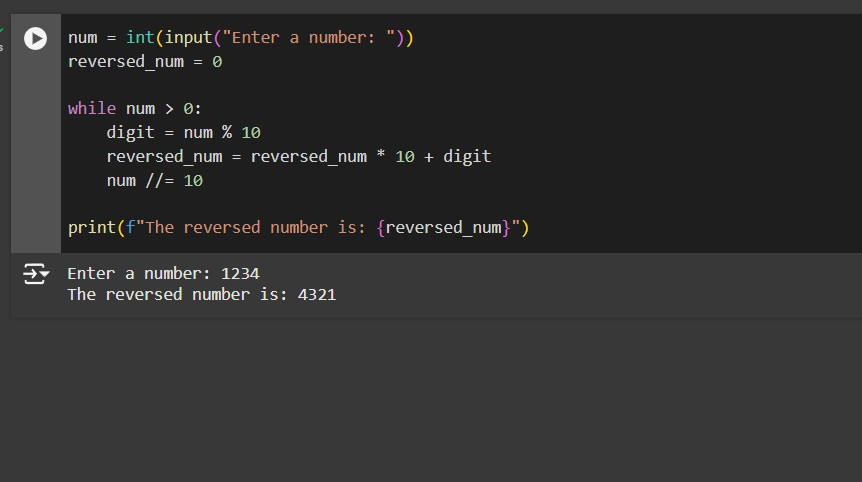 num = int(input("Enter a number: "))
reversed_num = 0
while num > 0:
    digit = num % 10
    reversed_num = reversed_num * 10 + digit
    num //= 10
print(f"The reversed number is: {reversed_num}")
Enter a number: 1234
The reversed number is: 4321